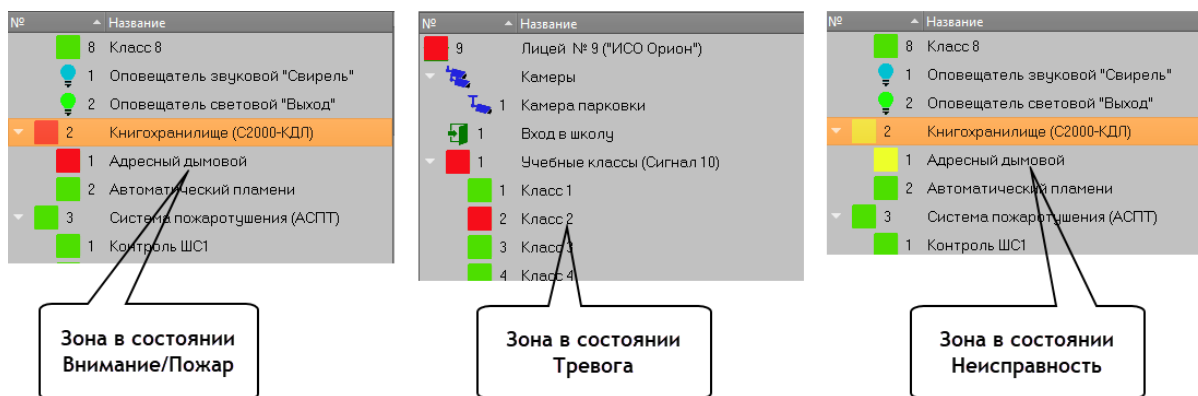 № Название
8 Класс 8
1 Оповещатель звуковой "Свирель"
2 Оповещатель световой "Выход"
2 Книгохранилище (С2000-КДЛ)
1 Адресный дымовой
2 Автоматический пламени
3 Система пожаротушения (АСПТ)
1 Контроль ШС1
Зона в состоянии
Внимание/Пожар
№ Название
9 Лицей № 9 ("ИСО Орион")
Камеры
1 Камера парковки
1 Вход в школу
1 Учебные классы (Сигнал 10)
1 Класс 1
2 Класс 2
3 Класс 3
4 Класс 4
Зона в состоянии
Тревога
№ Название
8 Класс 8
1 Оповещатель звуковой "Свирель"
2 Оповещатель световой "Выход"
2 Книгохранилище (С2000-КДЛ)
1 Адресный дымовой
2 Автоматический пламени
3 Система пожаротушения (АСПТ)
1 Контроль ШС1
Зона в состоянии
Неисправность